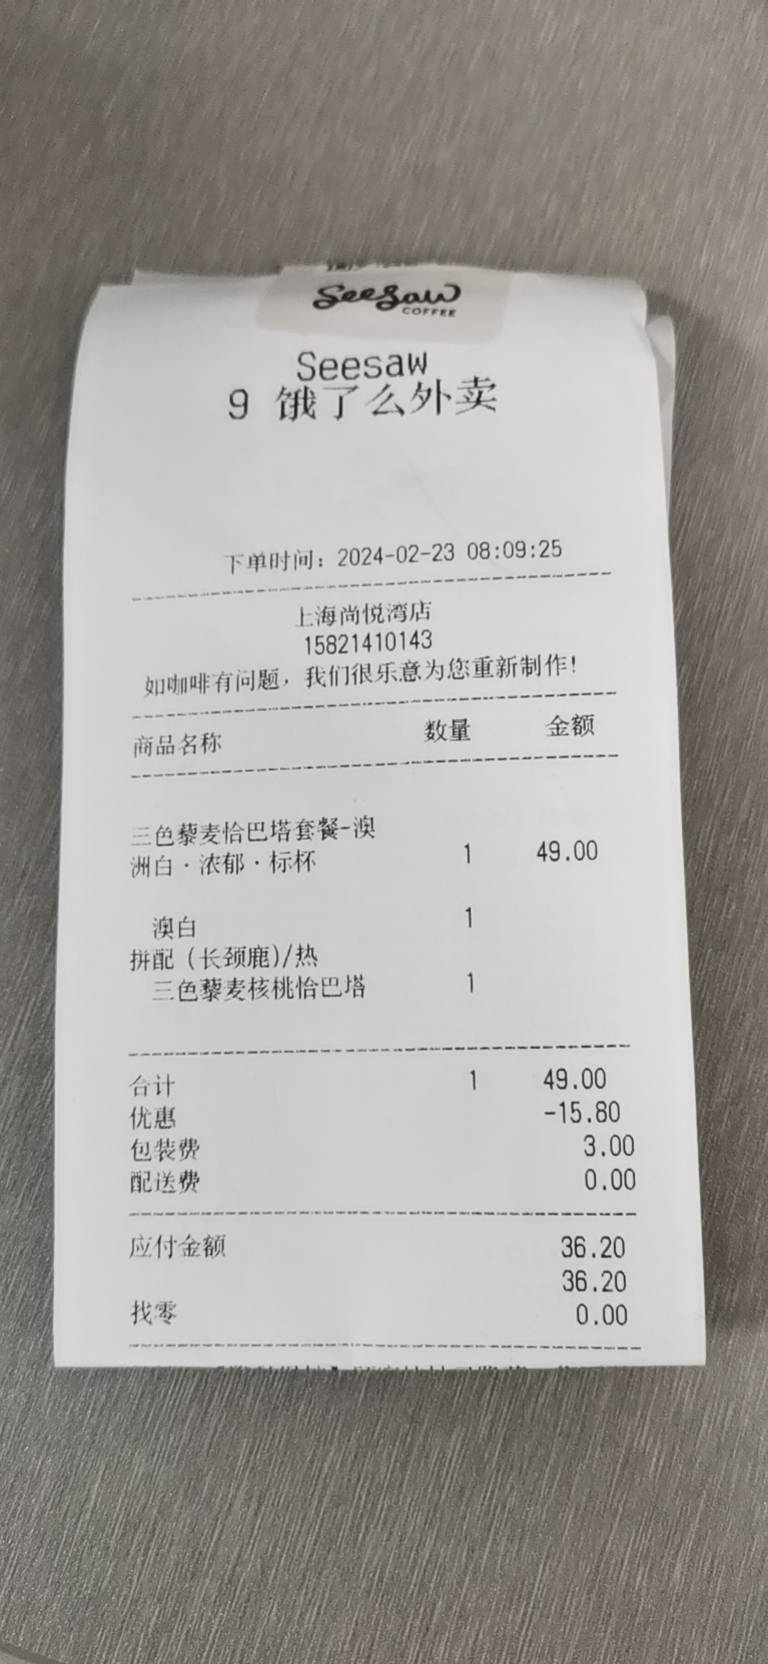 Seesaw
COFFEE
Seesaw
9 饿了么外卖
下单时间：2024-02-23 08:09:25
上海尚悦湾店
15821410143
如咖啡有问题，我们很乐意为您重新制作！
商品名称 数量 金额
三色藜麦恰巴塔套餐-澳
洲白·浓郁·标杯 1 49.00
澳白 1
拼配（长颈鹿)/热
三色藜麦核桃恰巴塔 1
合计 1 49.00
优惠 -15.80
包装费 3.00
配送费 0.00
应付金额 36.20
36.20
找零 0.00